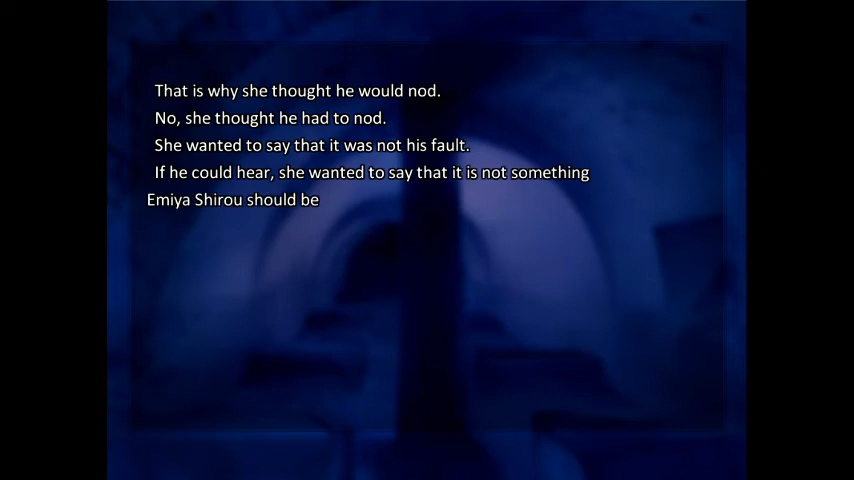 That is why she thought he would nod.
No, she thought he had to nod.
She wanted to say that it was not his fault.
If he could hear, she wanted to say that it is not something
Emiya Shirou should be